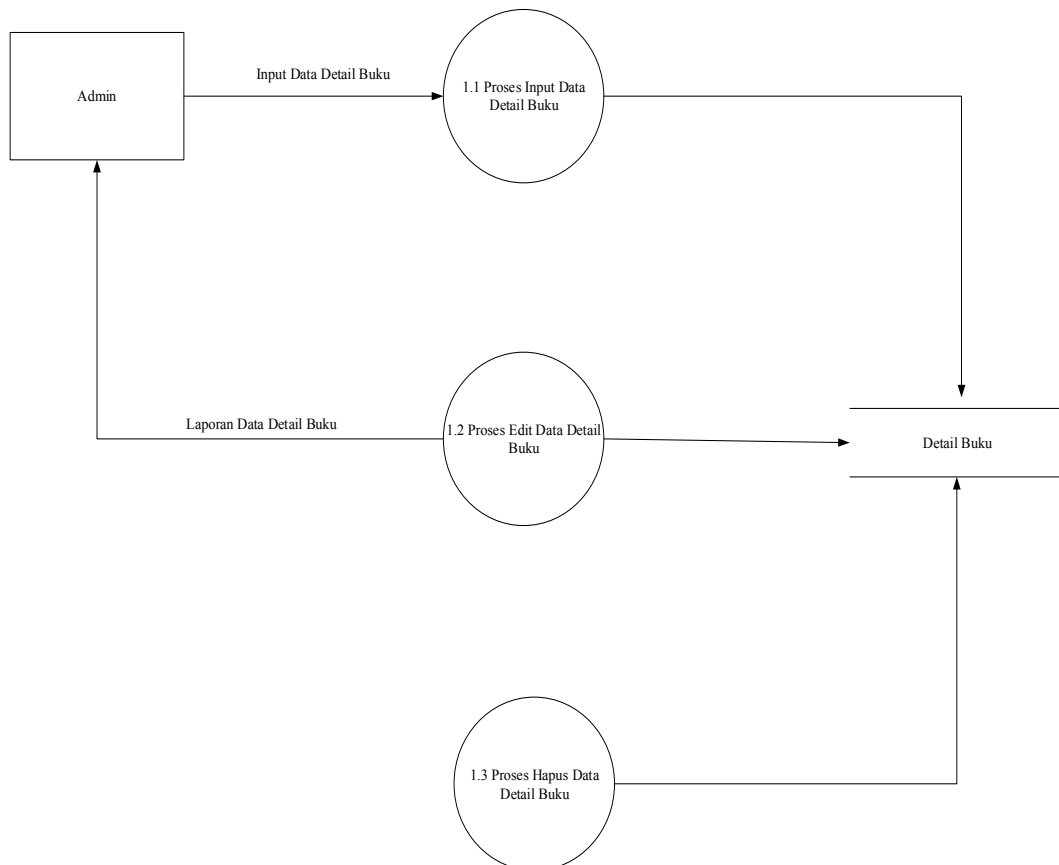 Admin
Input Data Detail Buku
1.1 Proses Input Data
Detail Buku
Laporan Data Detail Buku
1.2 Proses Edit Data Detail
Buku
Detail Buku
1.3 Proses Hapus Data
Detail Buku